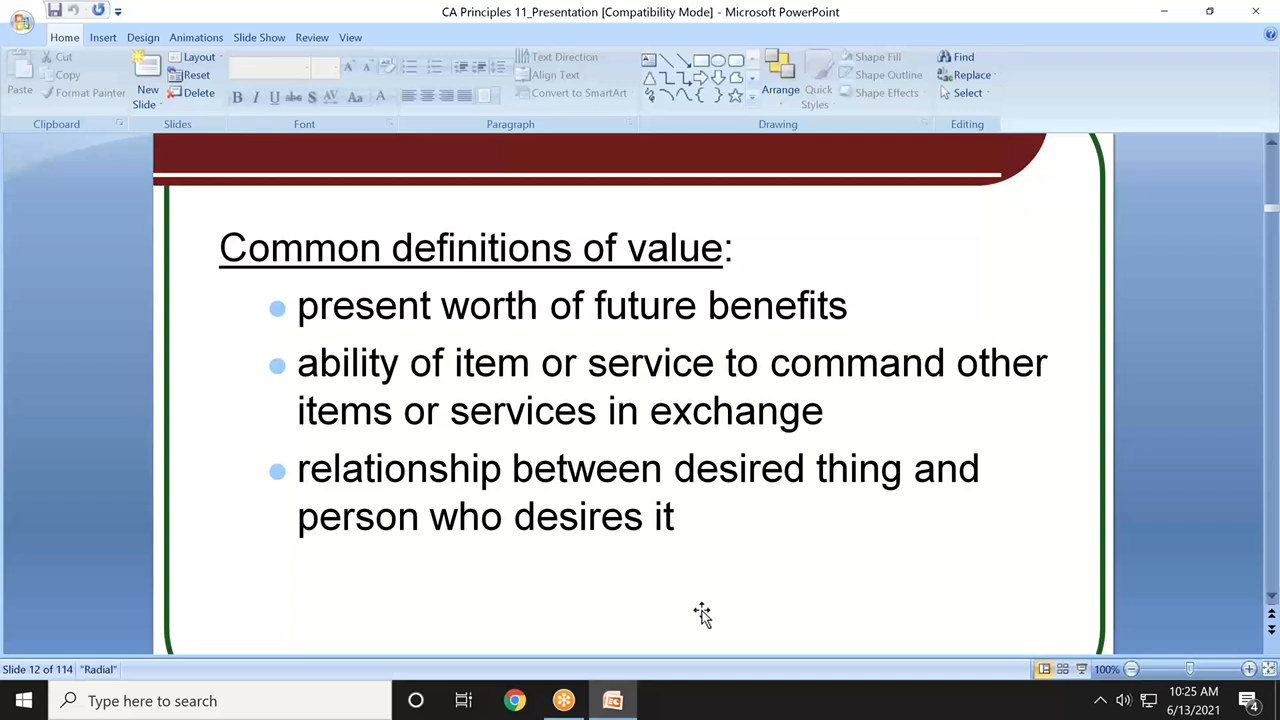 CA Principles 11_Presentation [Compatibility Mode] - Microsoft PowerPoint
Home Insert Design Animations Slide Show Review View
Paste
Cut
Copy
Format Painter
Clipboard
New
Slide
Layout
Reset
Delete
Slides
B I U abc S AV Aa A
Font
Text Direction
Align Text
Convert to SmartArt
Paragraph
Arrange
Quick
Styles
Shape Fill
Shape Outline
Shape Effects
Drawing
Find
Replace
Select
Editing
Common definitions of value:
present worth of future benefits
ability of item or service to command other
items or services in exchange
relationship between desired thing and
person who desires it
Slide 12 of 114 "Radial" 100%
Type here to search
10:25 AM
6/13/2021
4